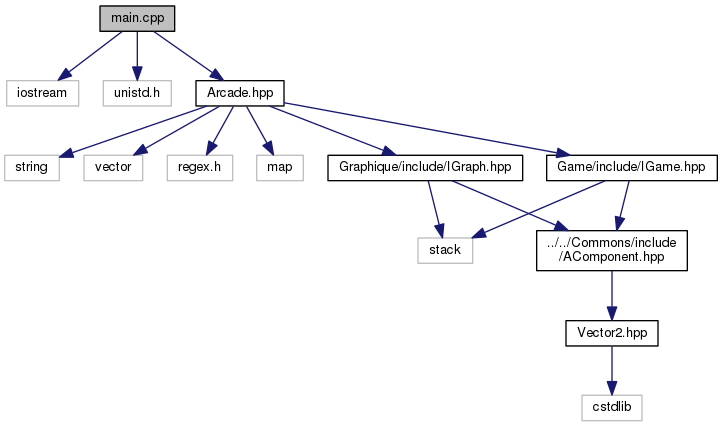 main.cpp
iostream
unistd.h
Arcade.hpp
string
vector
regex.h
map
Graphique/include/IGraph.hpp
Game/include/IGame.hpp
stack
../../Commons/include
/AComponent.hpp
Vector2.hpp
cstdlib